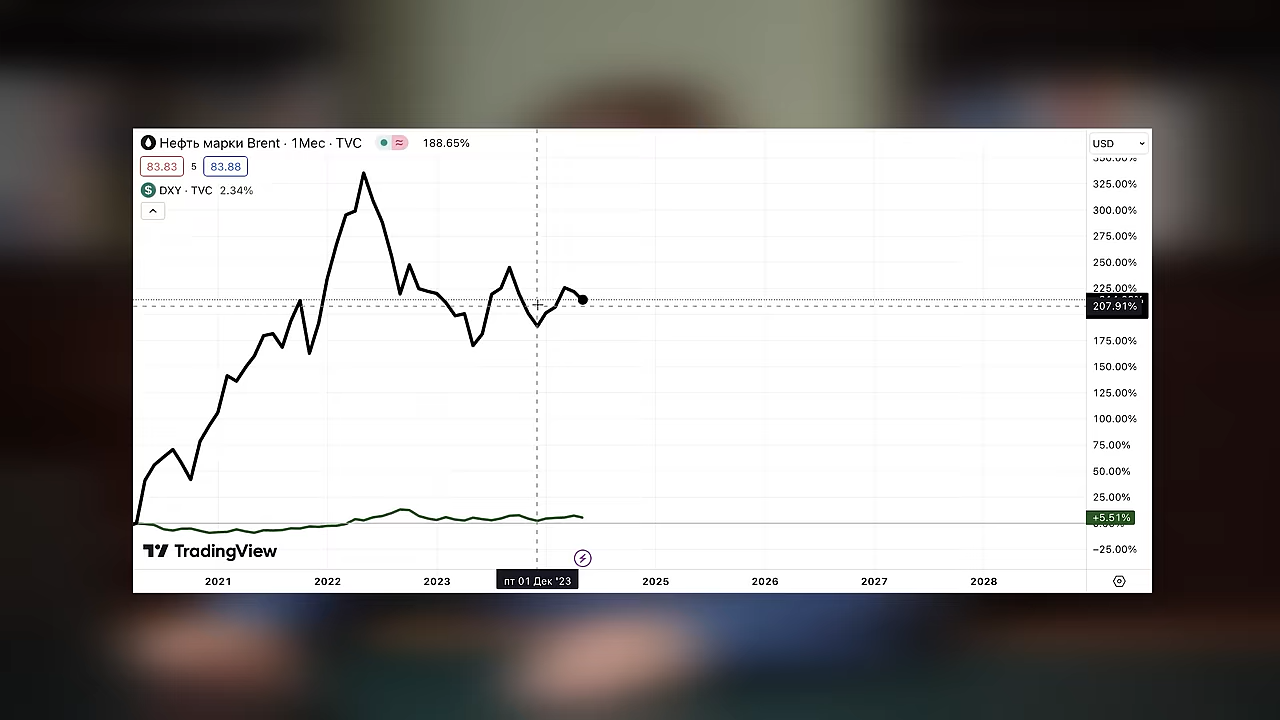 Нефть марки Brent · 1Мес · TVC 188.65%
83.83 5 83.88
$ DXY · TVC 2.34%
USD
350.00%
325.00%
300.00%
275.00%
250.00%
225.00%
207.91%
175.00%
150.00%
125.00%
100.00%
75.00%
50.00%
25.00%
+5.51%
−25.00%
TradingView
2021 2022 2023 пт 01 Дек '23 2025 2026 2027 2028